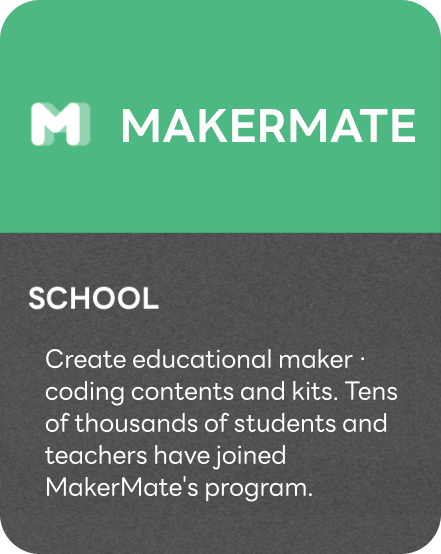 M MAKERMATE
SCHOOL
Create educational maker ·
coding contents and kits. Tens
of thousands of students and
teachers have joined
MakerMate's program.